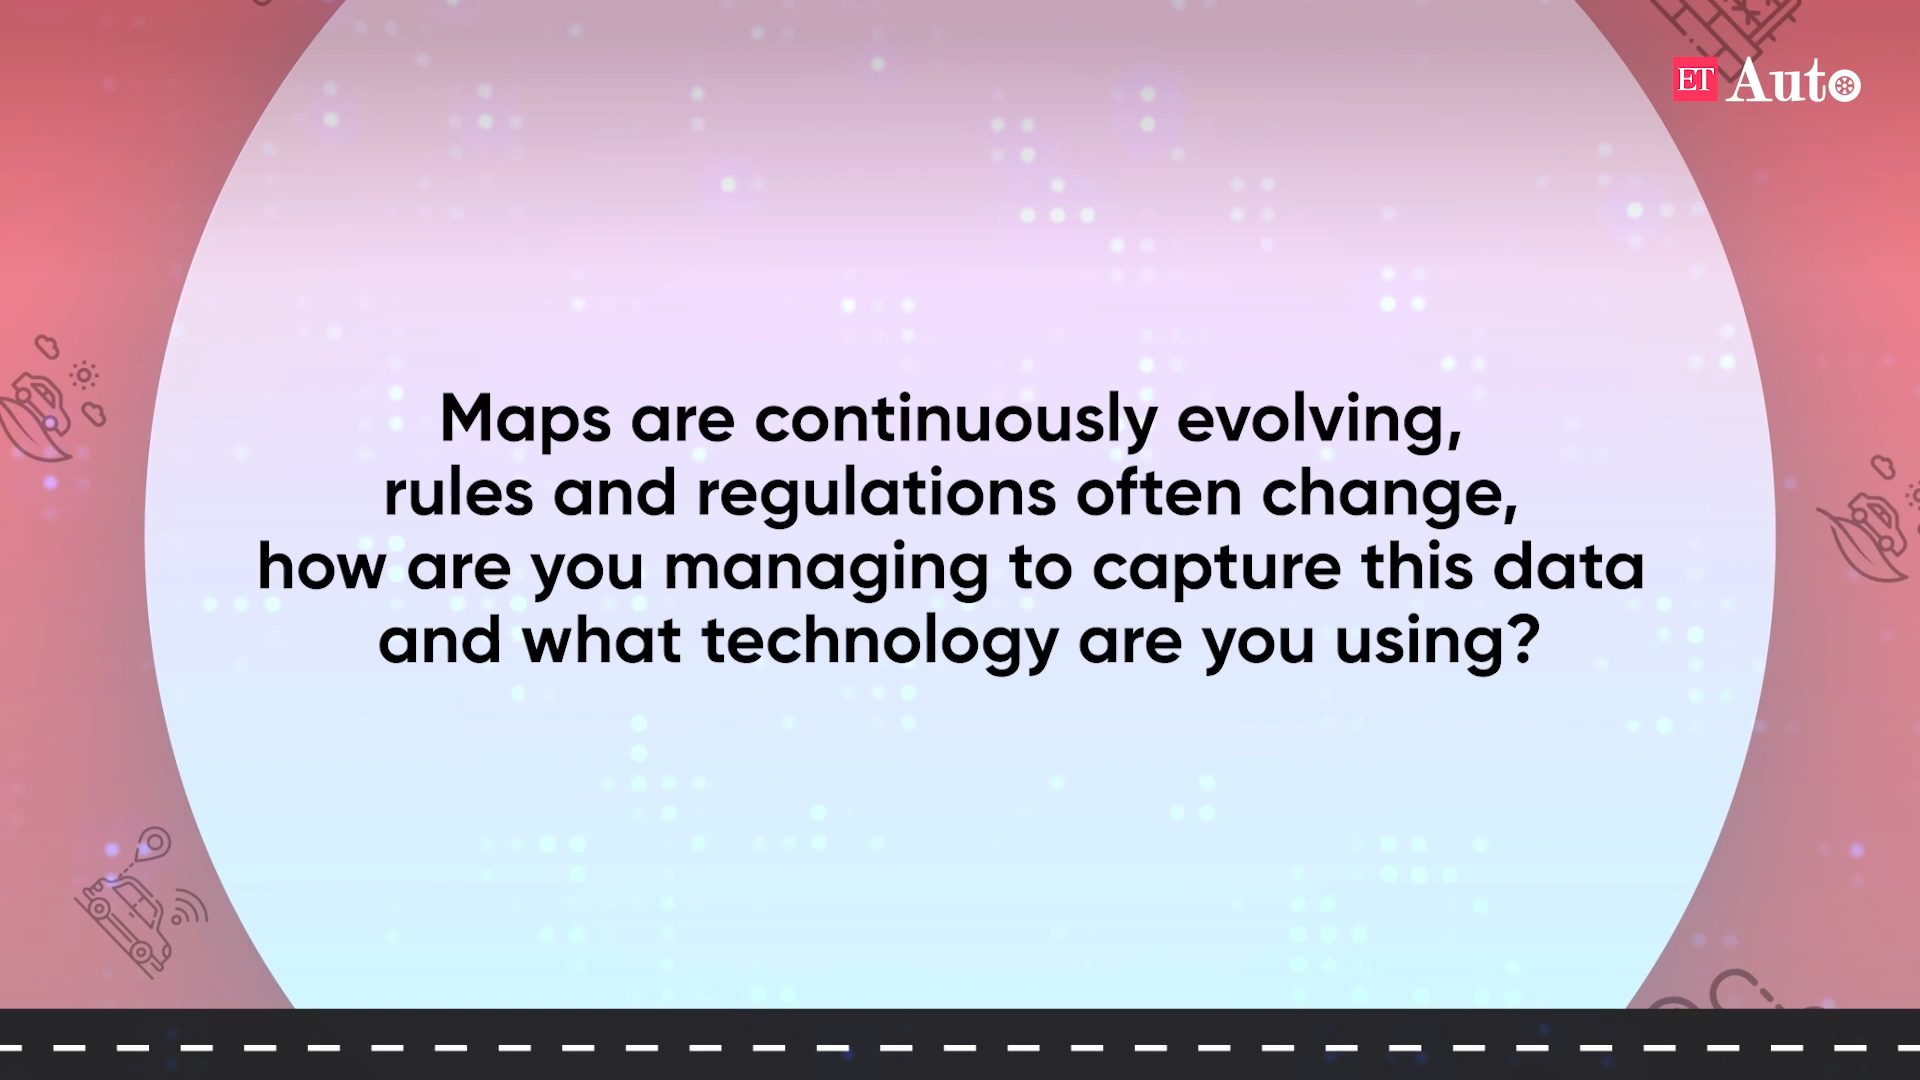 ET Auto
Maps are continuously evolving,
rules and regulations often change,
how are you managing to capture this data
and what technology are you using?